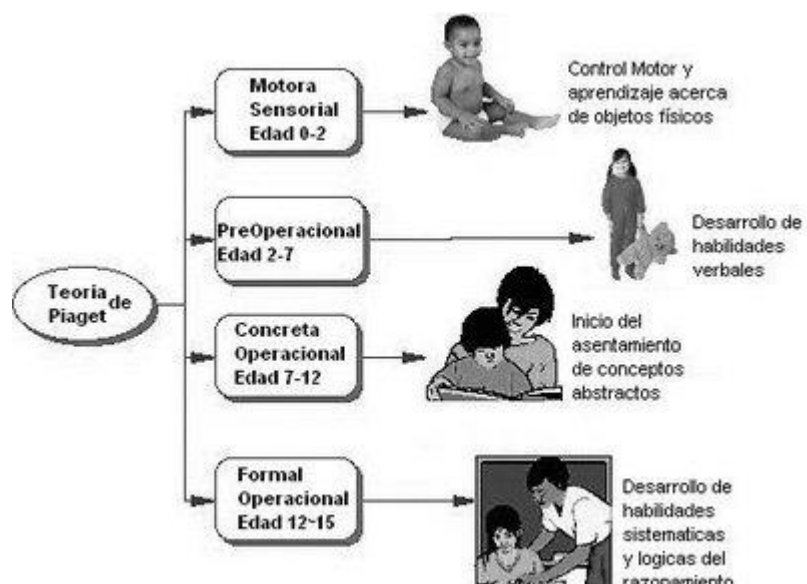 Motora
Sensorial
Edad 0-2
Control Motor y
aprendizaje acerca
de objetos físicos
PreOperacional
Edad 2-7
Desarrollo de
habilidades
verbales
Teoria de
Piaget
Concreta
Operacional
Edad 7-12
Inicio del
asentamiento
de conceptos
abstractos
Formal
Operacional
Edad 12~15
Desarrollo de
habilidades
sistematicas
y logicas del
razonamiento